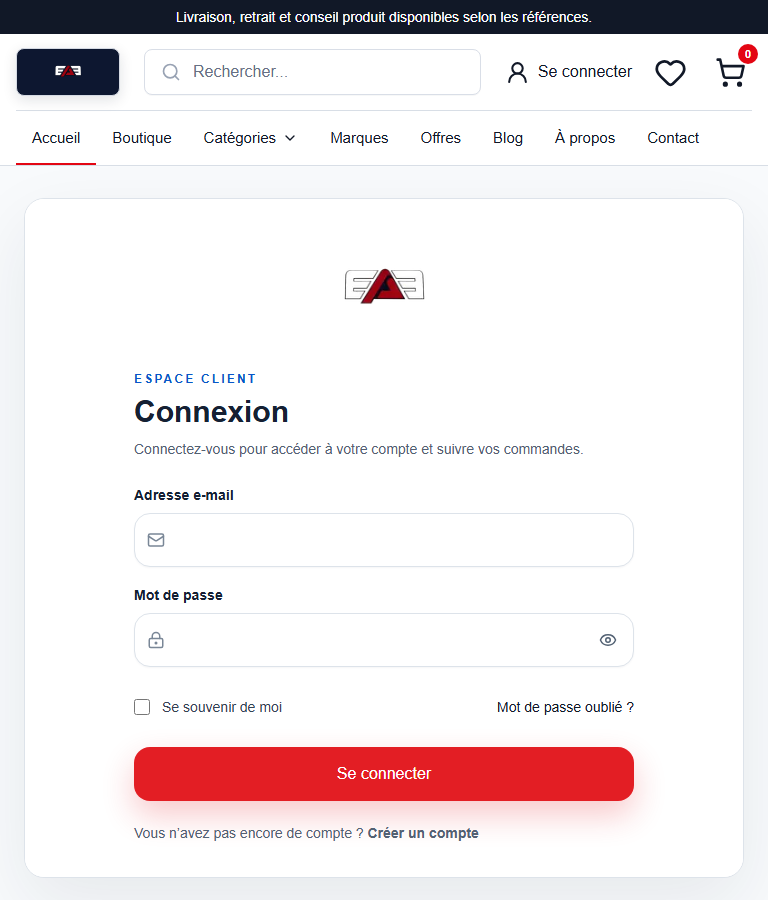 Livraison, retrait et conseil produit disponibles selon les références.
Rechercher...
Se connecter
0
Accueil
Boutique
Catégories
Marques
Offres
Blog
À propos
Contact
ESPACE CLIENT
Connexion
Connectez-vous pour accéder à votre compte et suivre vos commandes.
Adresse e-mail
Mot de passe
Se souvenir de moi
Mot de passe oublié ?
Se connecter
Vous n’avez pas encore de compte ? Créer un compte